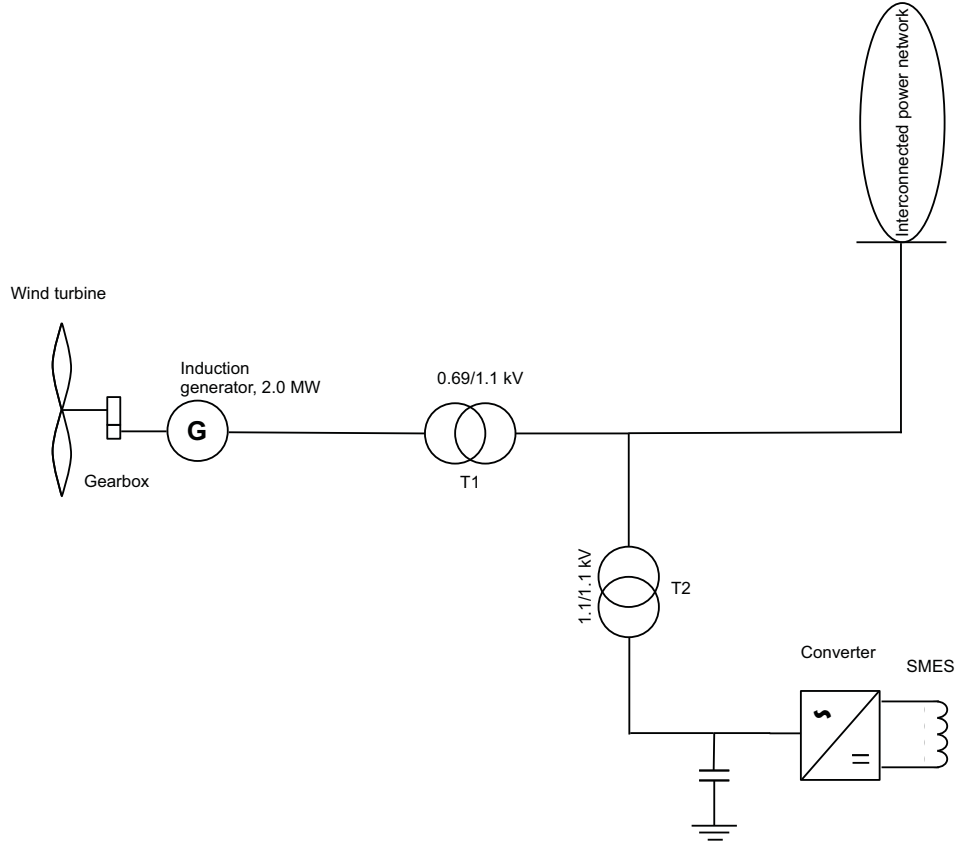 Interconnected power network
Wind turbine
Induction
generator, 2.0 MW
0.69/1.1 kV
G
Gearbox
T1
1.1/1.1 kV
T2
Converter
SMES